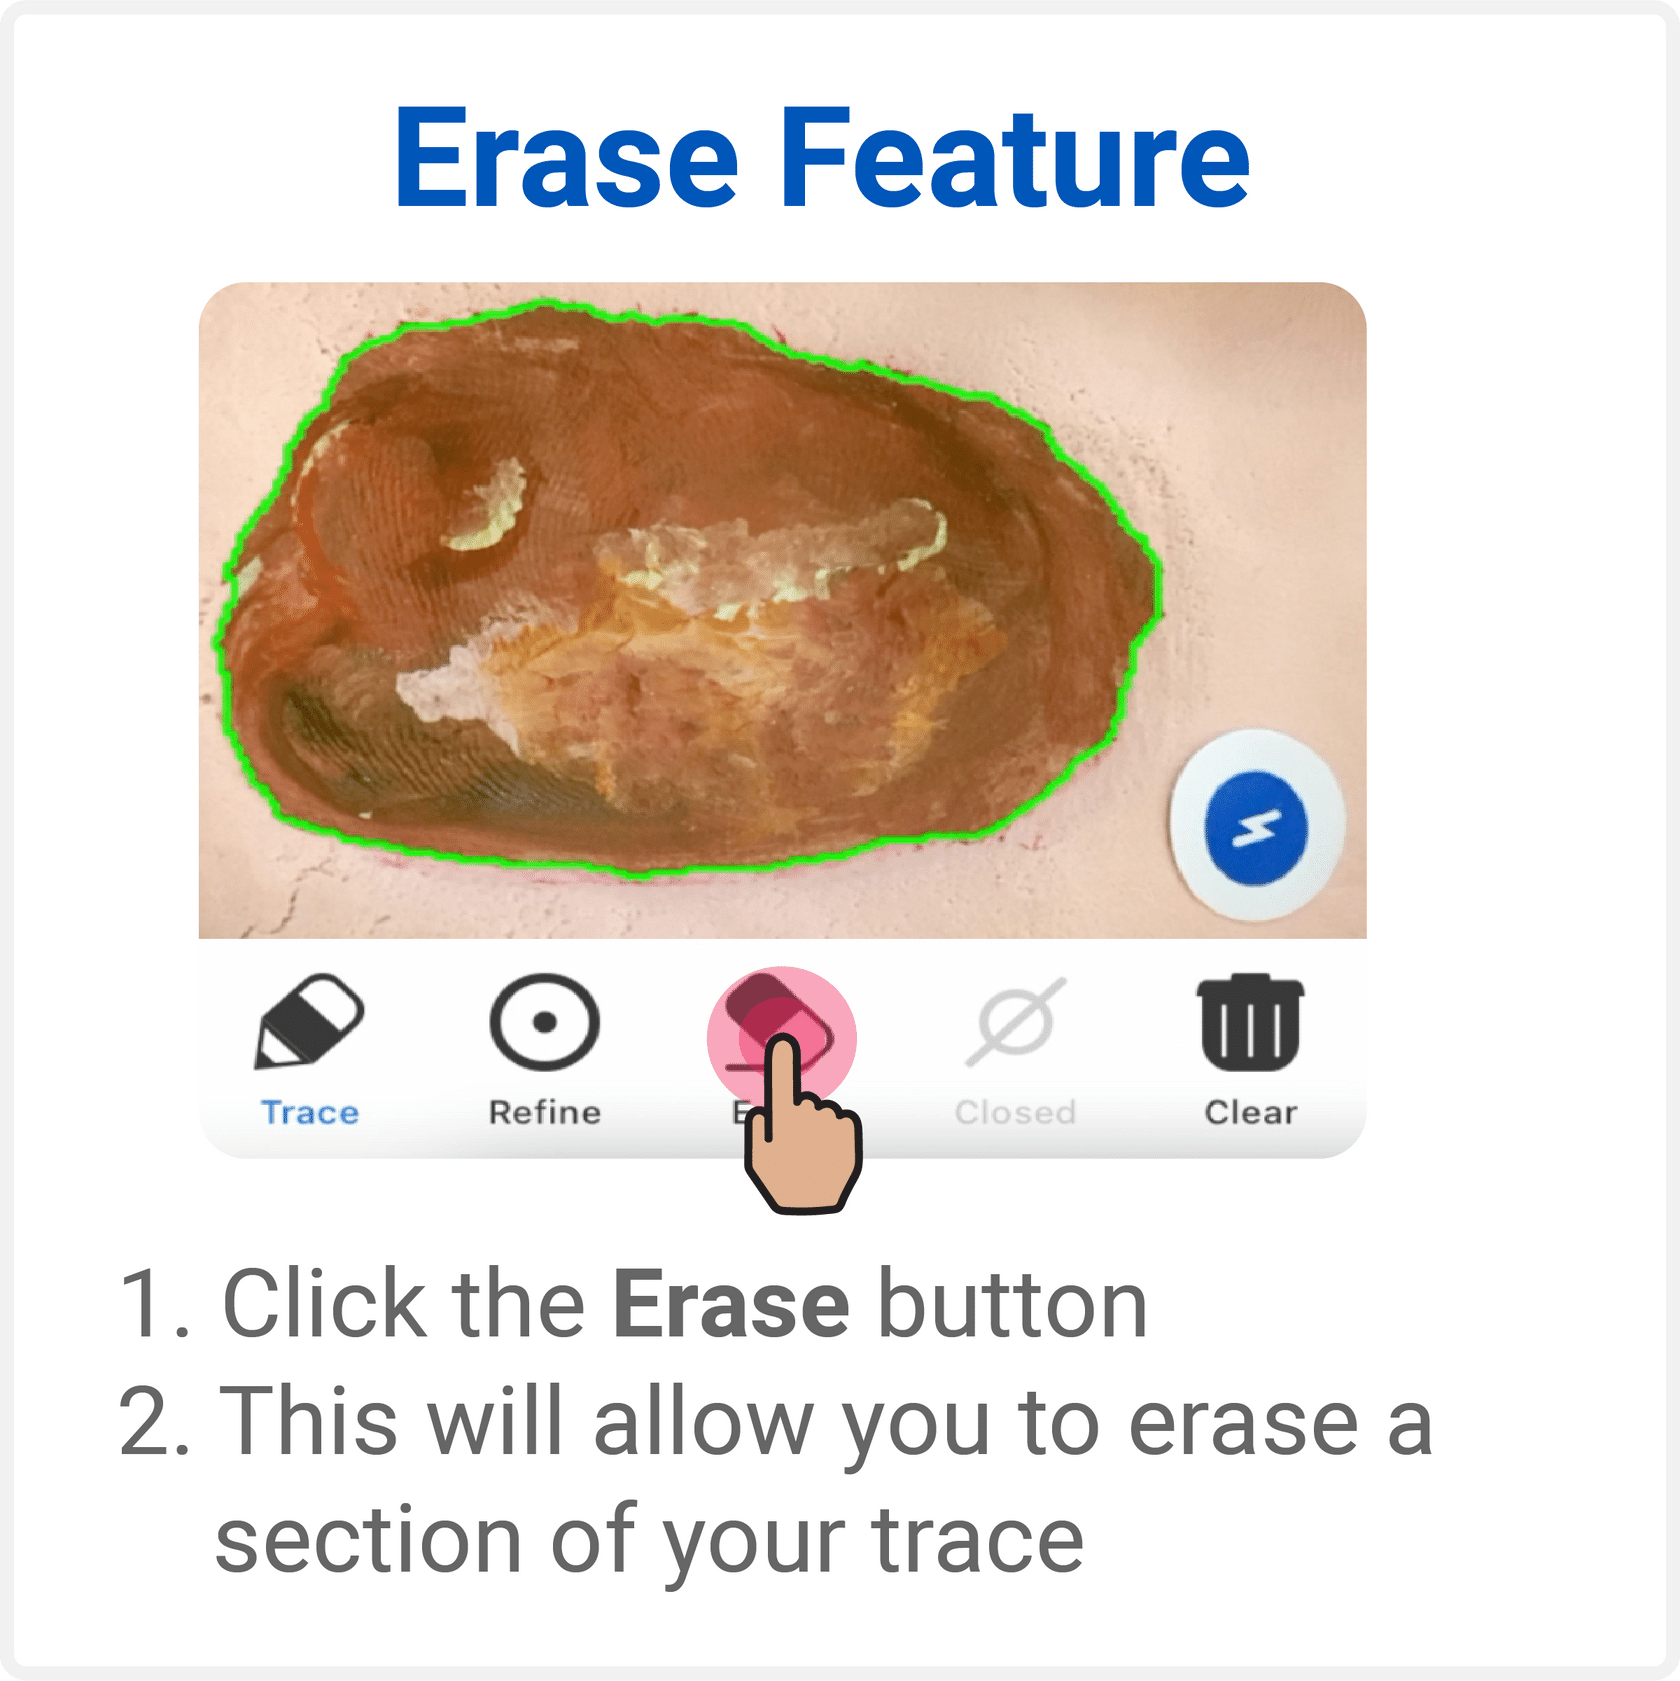 Erase Feature
Trace Refine Closed Clear
1. Click the Erase button
2. This will allow you to erase a
section of your trace